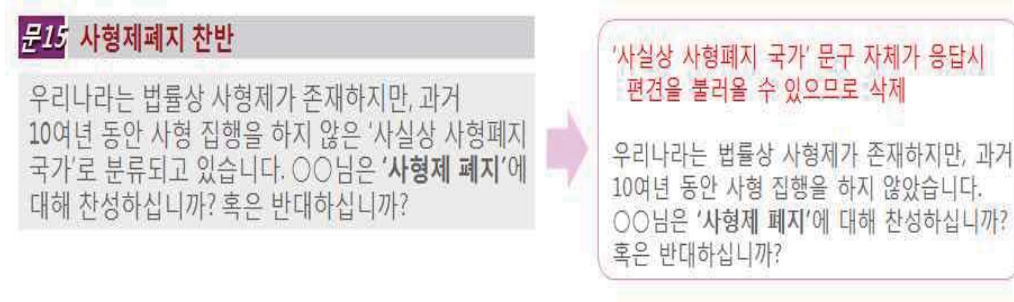 문15 사형제폐지 찬반
우리나라는 법률상 사형제가 존재하지만, 과거
10여년 동안 사형 집행을 하지 않은 '사실상 사형폐지
국가'로 분류되고 있습니다. ○○님은 '사형제 폐지'에
대해 찬성하십니까? 혹은 반대하십니까?
'사실상 사형폐지 국가' 문구 자체가 응답시
편견을 불러올 수 있으므로 삭제
우리나라는 법률상 사형제가 존재하지만, 과거
10여년 동안 사형 집행을 하지 않았습니다.
○○님은 '사형제 폐지'에 대해 찬성하십니까?
혹은 반대하십니까?